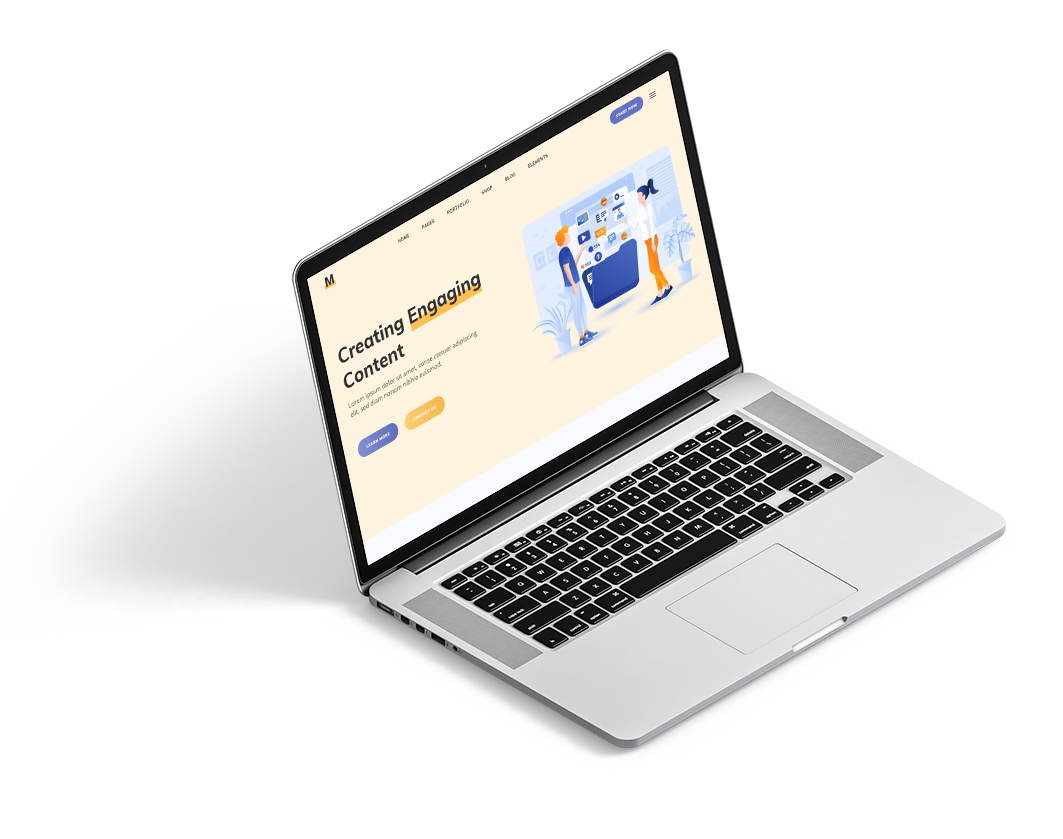 START NOW
HOME PAGES PORTFOLIO SHOP BLOG ELEMENTS
M
Creating Engaging
Content
Lorem ipsum dolor sit amet, conse ctetuer adipiscing
elit, sed diam nonum nibhie euismod.
LEARN MORE CONTACT US